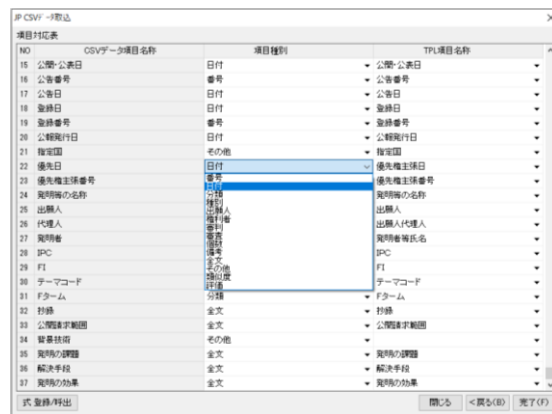 JP CSVデータ取込
項目対応表
NO CSVデータ項目名称 項目種別 TPL項目名称
15 公開・公表日 日付 公開・公表日
16 公告番号 番号 公告番号
17 公告日 日付 公告日
18 登録日 日付 登録日
19 登録番号 番号 登録番号
20 公報発行日 日付 公報発行日
21 指定国 その他 指定国
22 優先日 日付 優先権主張日
23 優先権主張番号 番号 優先権主張番号
日付
24 発明等の名称 分類 発明等の名称
種別
25 出願人 出願人 出願人
権利者
26 代理人 審判 出願人代理人
審査
27 発明者 個数 発明者等氏名
備考
28 IPC 全文 IPC
その他
29 FI 類似度 FI
30 テーマコード 評価 テーマコード
31 Fターム 分類 Fターム
32 抄録 全文 抄録
33 公開請求範囲 全文 公開請求範囲
34 背景技術 その他
35 発明の課題 全文 発明の課題
36 解決手段 全文 解決手段
37 発明の効果 全文 発明の効果
式 登録/呼出 閉じる <戻る(B) 完了(F)